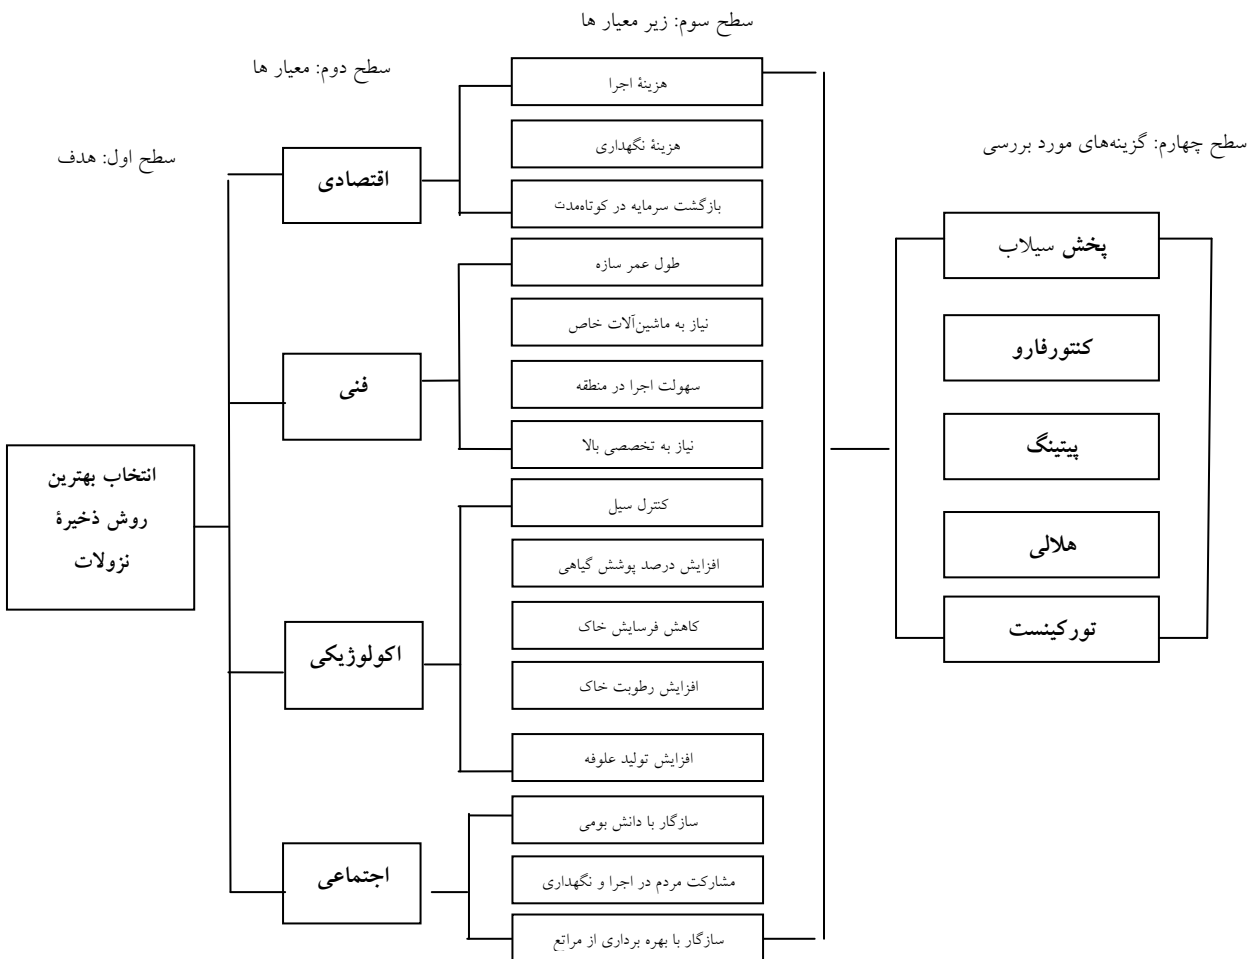 سطح سوم: زیر معیار ها
سطح دوم: معیار ها
سطح اول: هدف
سطح چهارم: گزینه‌های مورد بررسی
انتخاب بهترین
روش ذخیرۀ
نزولات
اقتصادی
فنی
اکولوژیکی
اجتماعی
هزینۀ اجرا
هزینۀ نگهداری
بازگشت سرمایه در کوتاه‌مدت
طول عمر سازه
نیاز به ماشین‌آلات خاص
سهولت اجرا در منطقه
نیاز به تخصصی بالا
کنترل سیل
افزایش درصد پوشش گیاهی
کاهش فرسایش خاک
افزایش رطوبت خاک
افزایش تولید علوفه
سازگار با دانش بومی
مشارکت مردم در اجرا و نگهداری
سازگار با بهره برداری از مراتع
پخش سیلاب
کنتورفارو
پیتینگ
هلالی
تورکینست